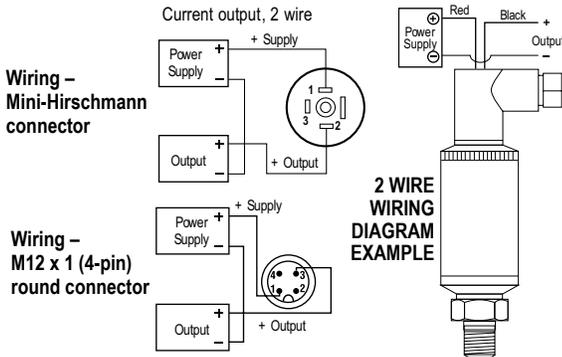 Current output, 2 wire
+ Supply
Power
Supply
+
–
Wiring –
Mini-Hirschmann
connector
1
3
2
Output
+
–
+ Output
Wiring –
M12 x 1 (4-pin)
round connector
Power
Supply
+
–
+ Supply
4 3
1 2
Output
+
–
+ Output
Power
Supply
+
–
Red
Black
+
Output
–
2 WIRE
WIRING
DIAGRAM
EXAMPLE